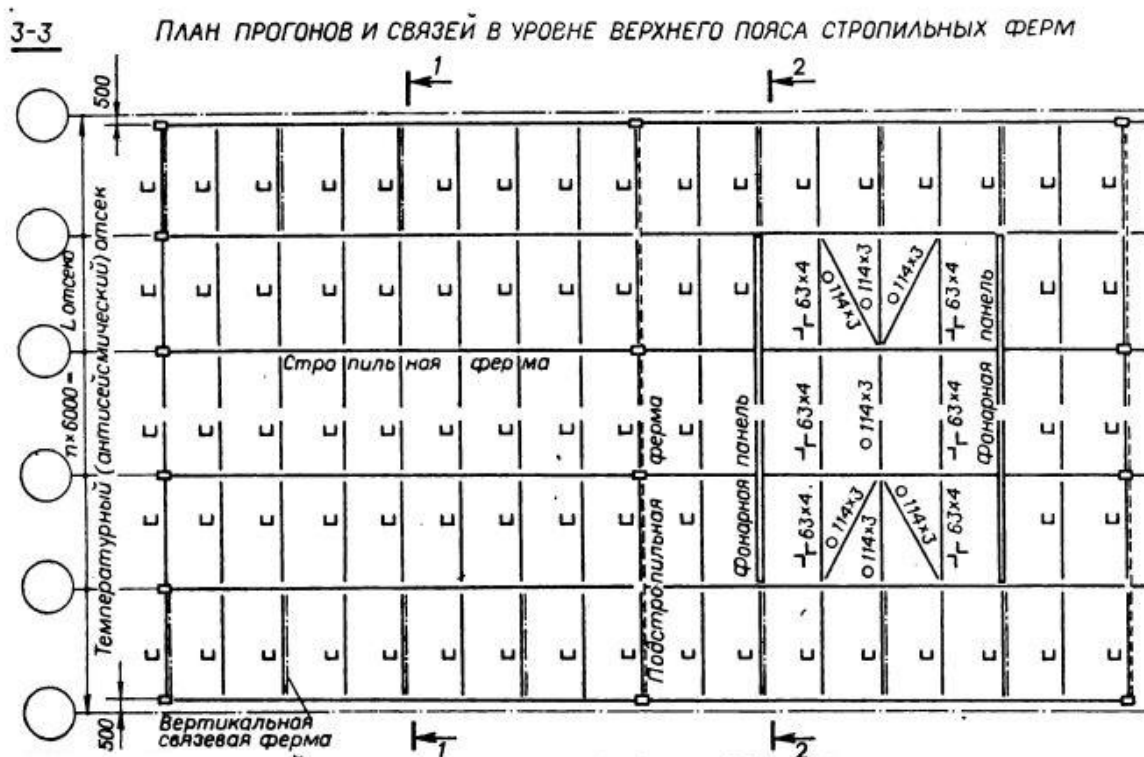 3-3
ПЛАН ПРОГОНОВ И СВЯЗЕЙ В УРОВНЕ ВЕРХНЕГО ПОЯСА СТРОПИЛЬНЫХ ФЕРМ
1
2
500
n×6000 = L отсека
Температурный (антисейсмический) отсек
63×4
114×3
114×3
114×3
63×4
Стропильная ферма
Подстропильная ферма
Фонарная панель
63×4
114×3
63×4
Фонарная панель
63×4
114×3
114×3
114×3
63×4
Вертикальная
связевая ферма
500
1
2